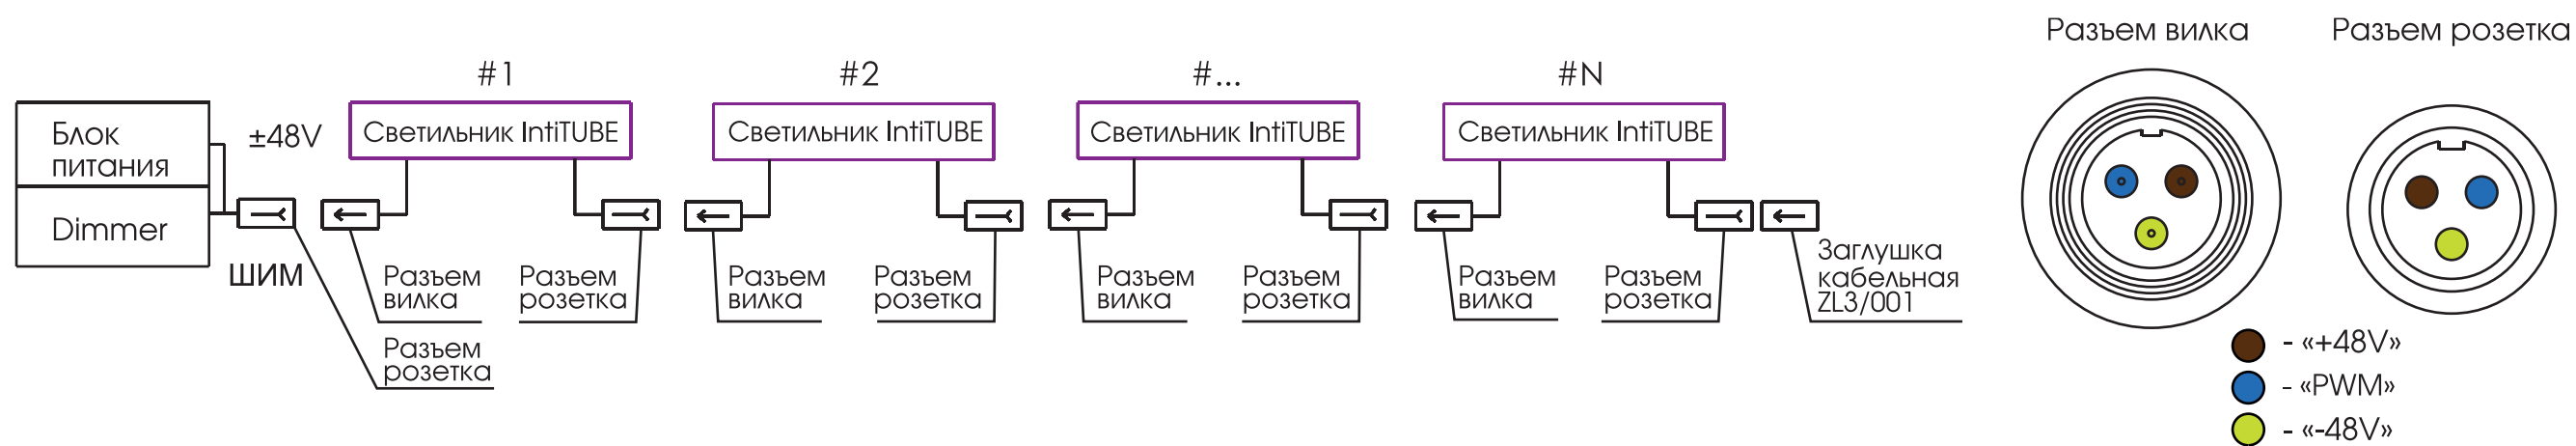 Блок
питания
Dimmer
±48V
ШИМ
#1
Светильник IntiTUBE
Разъем
вилка
Разъем
розетка
Разъем
розетка
#2
Светильник IntiTUBE
Разъем
вилка
Разъем
розетка
#...
Светильник IntiTUBE
Разъем
вилка
Разъем
розетка
#N
Светильник IntiTUBE
Разъем
вилка
Разъем
розетка
Заглушка
кабельная
ZL3/001
Разъем вилка
Разъем розетка
- «+48V»
- «PWM»
- «-48V»